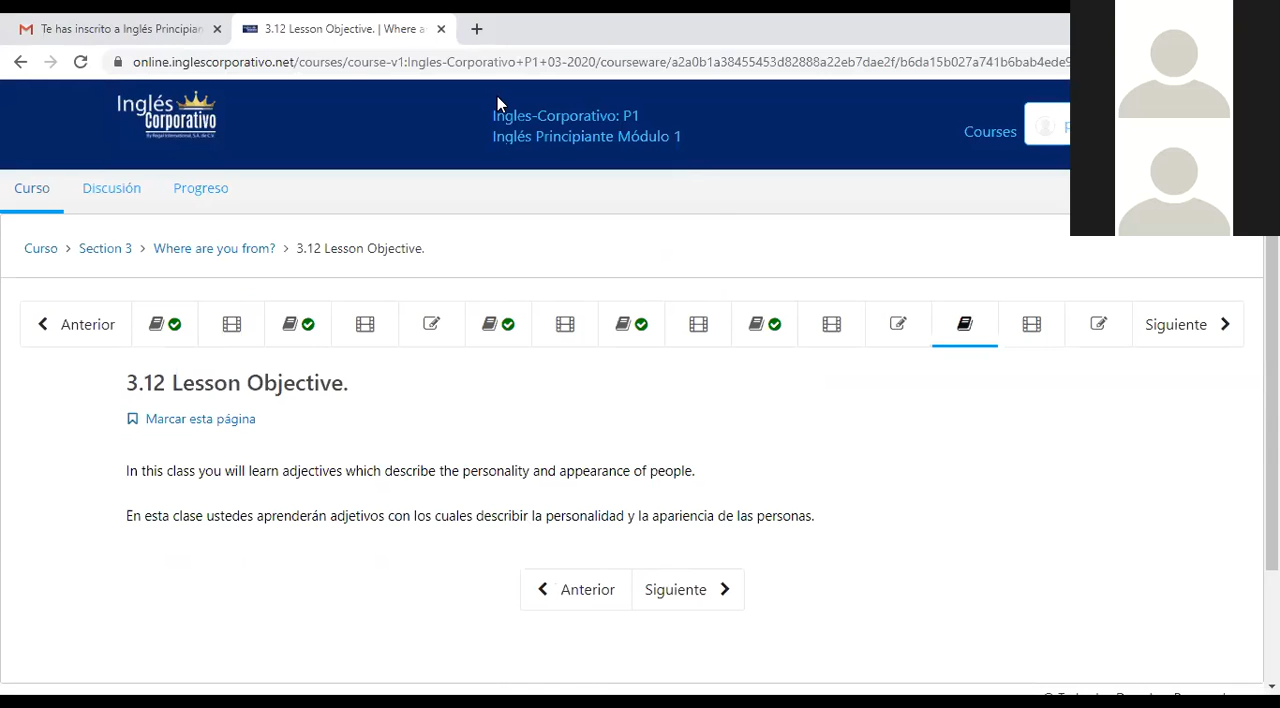 Te has inscrito a Inglés Principian
3.12 Lesson Objective. | Where a
online.inglescorporativo.net/courses/course-v1:Ingles-Corporativo+P1+03-2020/courseware/a2a0b1a38455453d82888a22eb7dae2f/b6da15b027a741b6bab4ede9
Inglés
Corporativo
Ingles-Corporativo: P1
Inglés Principiante Módulo 1
Courses
Curso
Discusión
Progreso
Curso > Section 3 > Where are you from? > 3.12 Lesson Objective.
Anterior
Siguiente
3.12 Lesson Objective.
Marcar esta página
In this class you will learn adjectives which describe the personality and appearance of people.
En esta clase ustedes aprenderán adjetivos con los cuales describir la personalidad y la apariencia de las personas.
Anterior
Siguiente